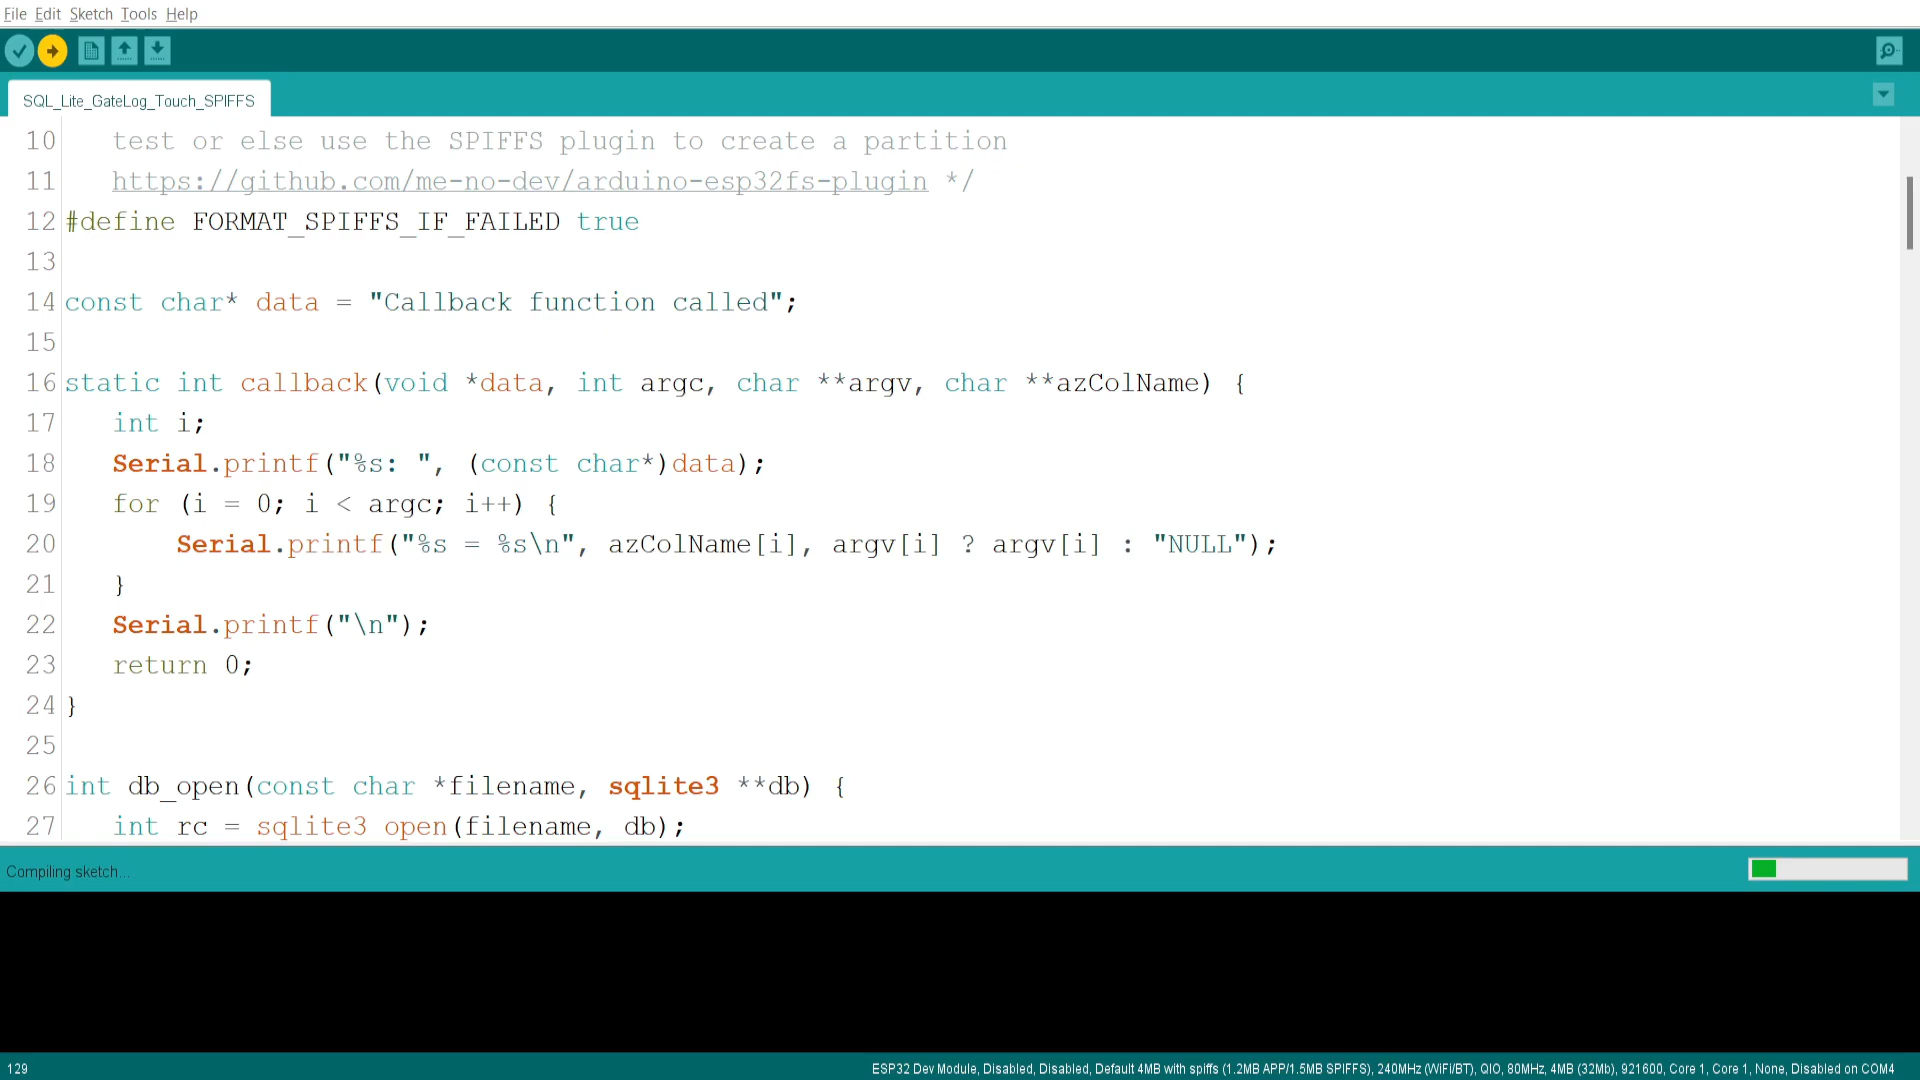 File Edit Sketch Tools Help
SQL_Lite_GateLog_Touch_SPIFFS
10 test or else use the SPIFFS plugin to create a partition
11 https://github.com/me-no-dev/arduino-esp32fs-plugin */
12 #define FORMAT_SPIFFS_IF_FAILED true
13
14 const char* data = "Callback function called";
15
16 static int callback(void *data, int argc, char **argv, char **azColName) {
17 int i;
18 Serial.printf("%s: ", (const char*)data);
19 for (i = 0; i < argc; i++) {
20 Serial.printf("%s = %s\n", azColName[i], argv[i] ? argv[i] : "NULL");
21 }
22 Serial.printf("\n");
23 return 0;
24 }
25
26 int db_open(const char *filename, sqlite3 **db) {
27 int rc = sqlite3_open(filename, db);
Compiling sketch...
129 ESP32 Dev Module, Disabled, Disabled, Default 4MB with spiffs (1.2MB APP/1.5MB SPIFFS), 240MHz (WiFi/BT), QIO, 80MHz, 4MB (32Mb), 921600, Core 1, Core 1, None, Disabled on COM4